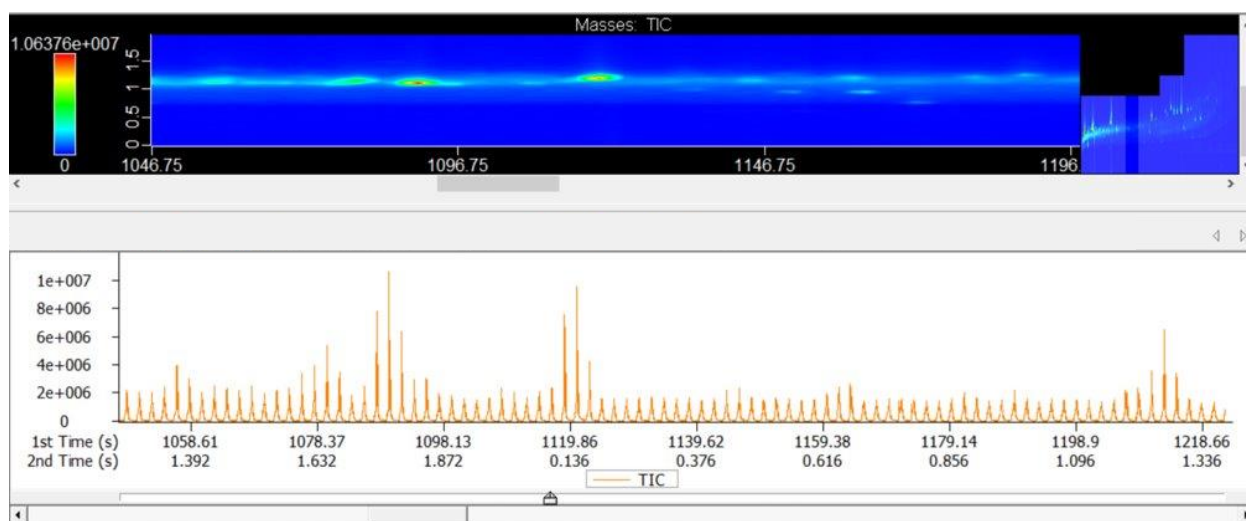 Masses: TIC
1.06376e+007
0
1.5
1
0.5
0
1046.75 1096.75 1146.75 1196
1e+007
8e+006
6e+006
4e+006
2e+006
0
1st Time (s) 1058.61 1078.37 1098.13 1119.86 1139.62 1159.38 1179.14 1198.9 1218.66
2nd Time (s) 1.392 1.632 1.872 0.136 0.376 0.616 0.856 1.096 1.336
TIC